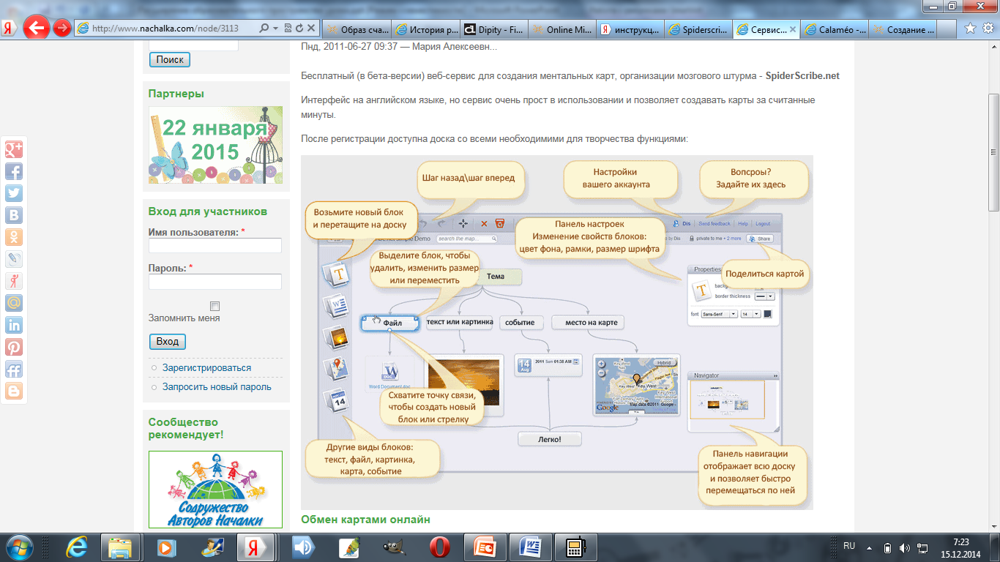 http://www.nachalka.com/node/3113
Образ сча...
История р...
Dipity - Fi...
Online Mi...
инструкц...
Spiderscri...
Сервис...
Calaméo -...
Создание ...
Поиск
Партнеры
22 января
2015
Вход для участников
Имя пользователя: *
Пароль: *
Запомнить меня
Вход
Зарегистрироваться
Запросить новый пароль
Сообщество
рекомендует!
Содружество
Авторов Началки
Пнд, 2011-06-27 09:37 — Мария Алексеевн...
Бесплатный (в бета-версии) веб-сервис для создания ментальных карт, организации мозгового штурма - SpiderScribe.net
Интерфейс на английском языке, но сервис очень прост в использовании и позволяет создавать карты за считанные
минуты.
После регистрации доступна доска со всеми необходимими для творчества функциями:
Шаг назад\шаг вперед
Настройки
вашего аккаунта
Вопсроы?
Задайте их здесь
Возьмите новый блок
и перетащите на доску
Панель настроек
Изменение свойств блоков:
цвет фона, рамки, размер шрифта
Dis
Send feedback
Help
Logout
Simple Demo
search the map...
by Dis
private to me + 2 more
Share
Выделите блок, чтобы
удалить, изменить размер
или переместить
Поделиться картой
Тема
Properties
border thickness
font
Sans-Serif
14
Файл
текст или картинка
событие
место на карте
Word Document.doc
14
Aug
2011 Sun 01:38 AM
Hybrid
Key West
Google
Map data ©2011 Google
Navigator
Схватите точку связи,
чтобы создать новый
блок или стрелку
Легко!
Другие виды блоков:
текст, файл, картинка,
карта, событие
Панель навигации
отображает всю доску
и позволяет быстро
перемещаться по ней
Обмен картами онлайн
RU
7:23
15.12.2014